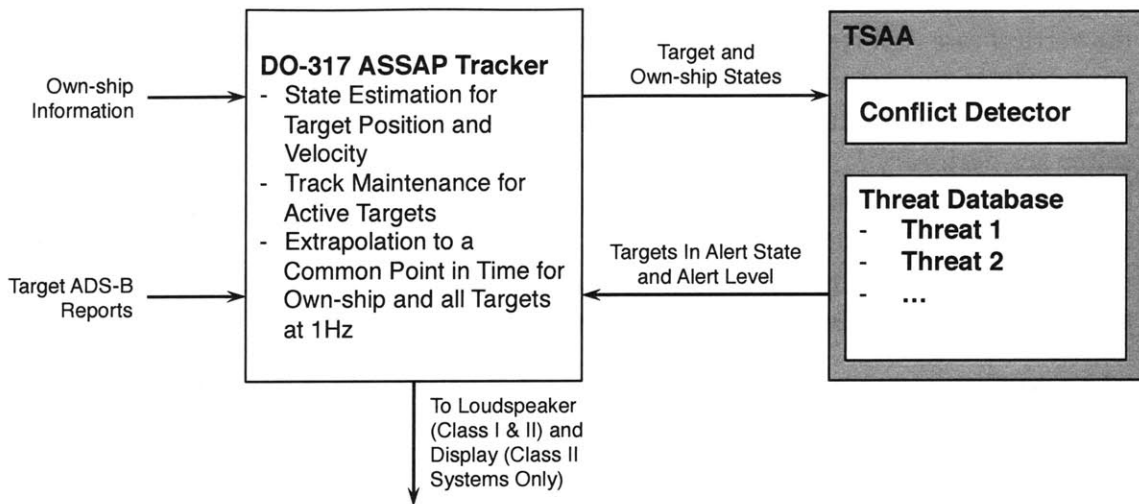 Own-ship
Information
Target ADS-B
Reports
DO-317 ASSAP Tracker
- State Estimation for
Target Position and
Velocity
- Track Maintenance for
Active Targets
- Extrapolation to a
Common Point in Time for
Own-ship and all Targets
at 1Hz
Target and
Own-ship States
Targets In Alert State
and Alert Level
TSAA
Conflict Detector
Threat Database
- Threat 1
- Threat 2
- ...
To Loudspeaker
(Class I & II) and
Display (Class II
Systems Only)